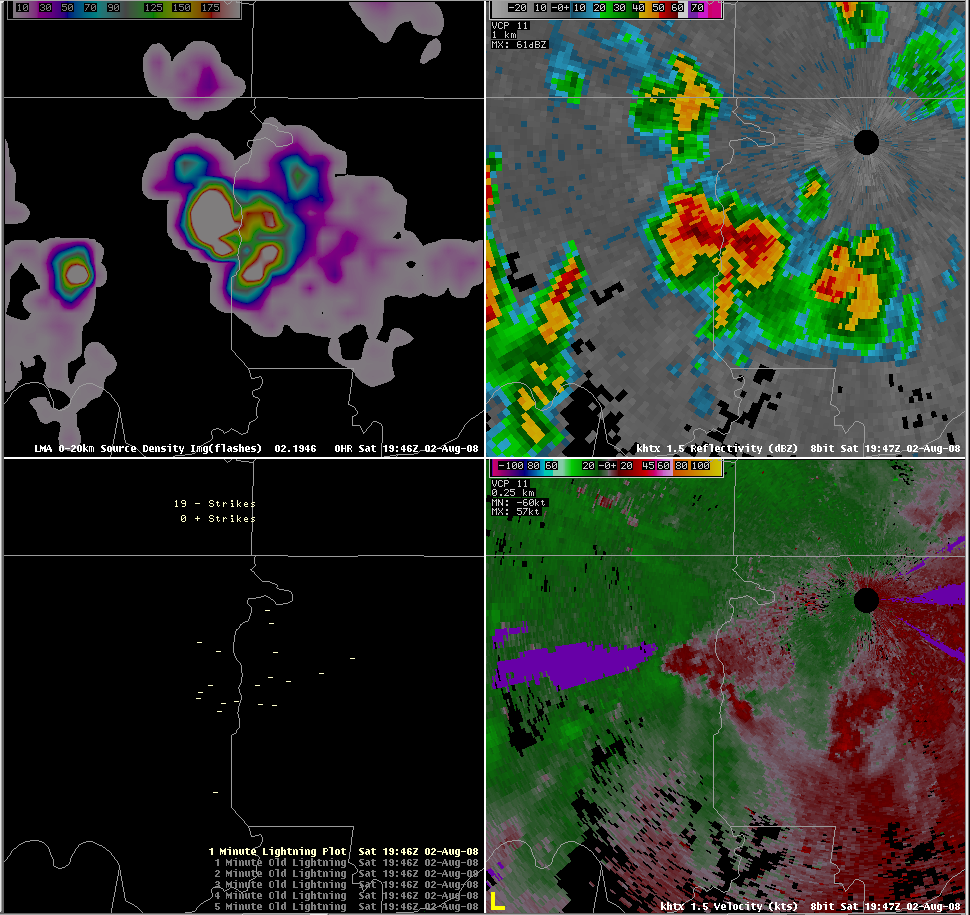 10 30 50 70 90 125 150 175
-20 10 -0+ 10 20 30 40 50 60 70
VCP 11
1 km
MX: 61dBZ
LMA 0-20km Source Density Img(flashes) 02.1946 0HR Sat 19:46Z 02-Aug-08
khtx 1.5 Reflectivity (dBZ) 8bit Sat 19:47Z 02-Aug-08
19 - Strikes
0 + Strikes
-100 80 60 20 -0+ 20 45 60 80 100
VCP 11
0.25 km
MN: -60kt
MX: 57kt
1 Minute Lightning Plot Sat 19:46Z 02-Aug-08
1 Minute Old Lightning Sat 19:46Z 02-Aug-08
2 Minute Old Lightning Sat 19:46Z 02-Aug-08
3 Minute Old Lightning Sat 19:46Z 02-Aug-08
4 Minute Old Lightning Sat 19:46Z 02-Aug-08
5 Minute Old Lightning Sat 19:46Z 02-Aug-08
L
khtx 1.5 Velocity (kts) 8bit Sat 19:47Z 02-Aug-08